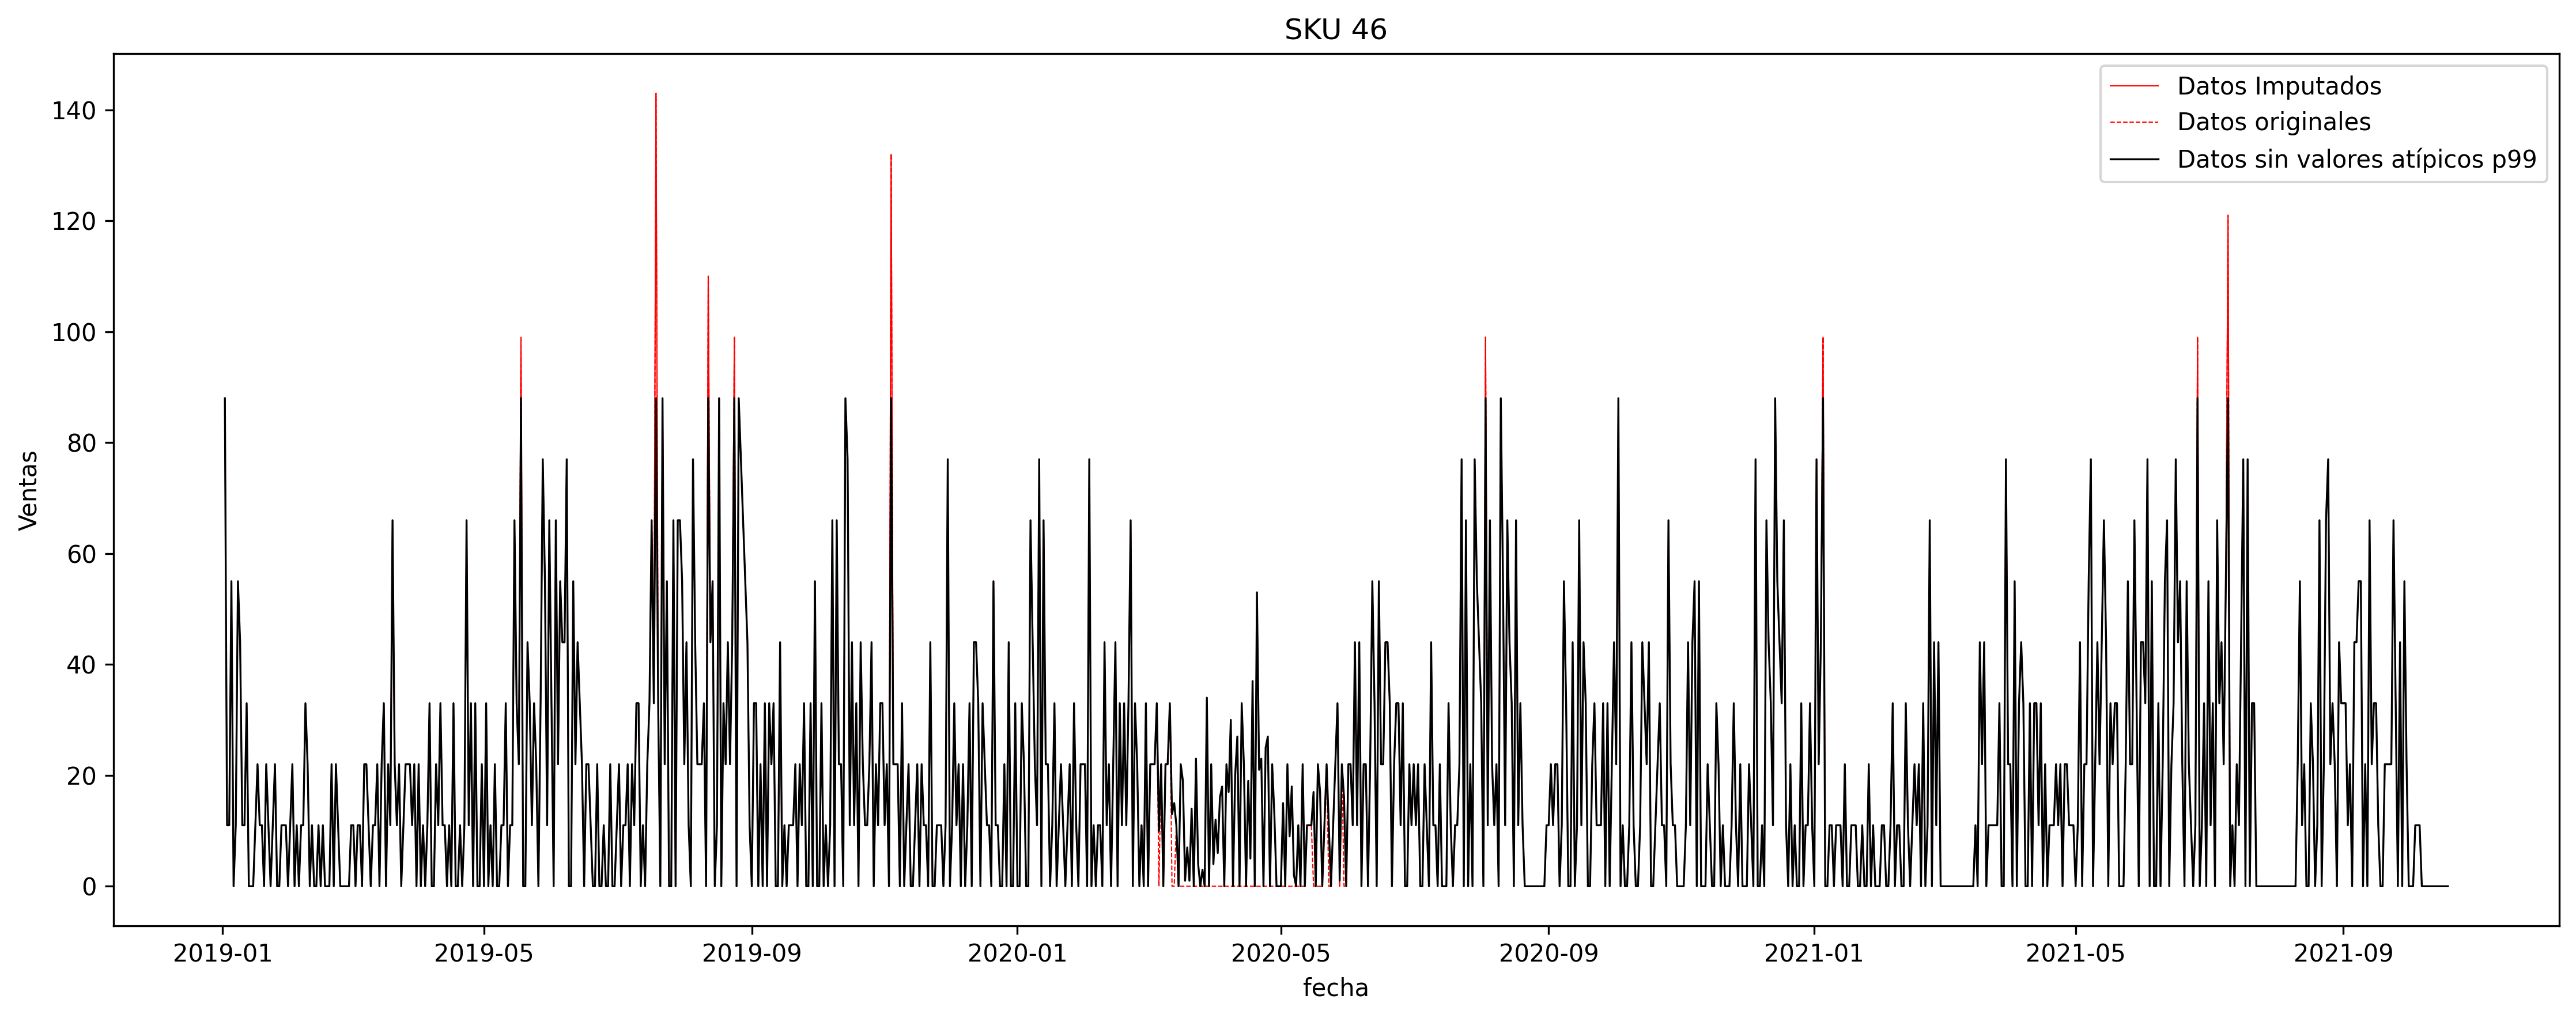 SKU 46
Datos Imputados
Datos originales
Datos sin valores atípicos p99
140
120
100
80
60
40
20
0
Ventas
2019-01
2019-05
2019-09
2020-01
2020-05
2020-09
2021-01
2021-05
2021-09
fecha